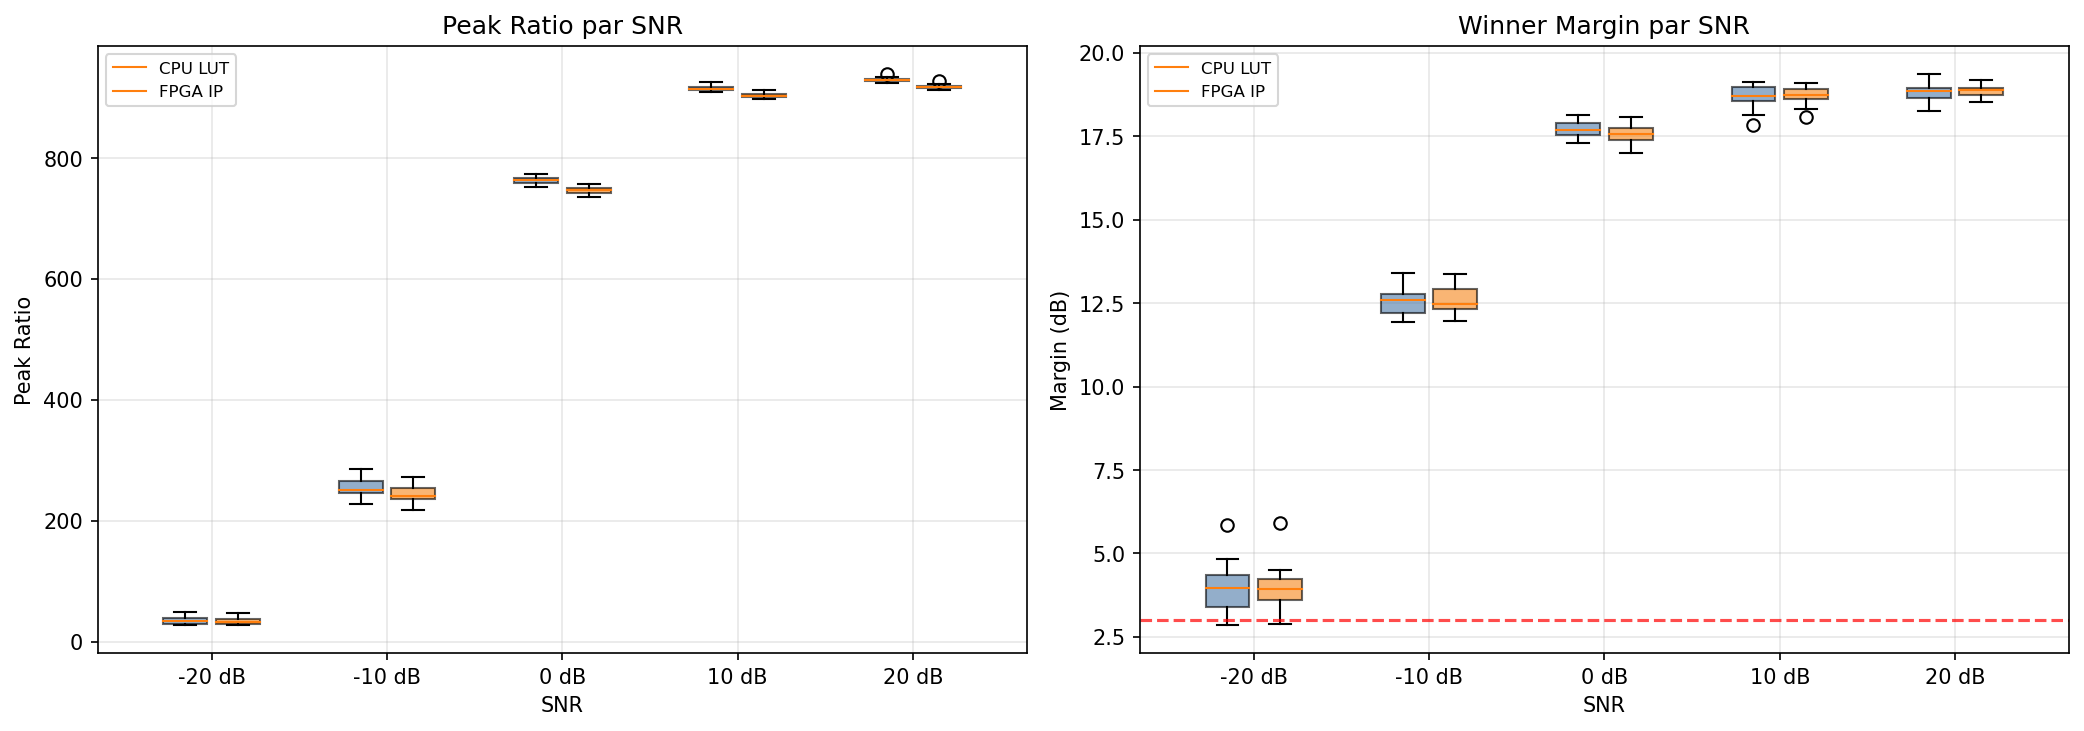 Peak Ratio par SNR
CPU LUT
FPGA IP
800
600
400
200
0
Peak Ratio
-20 dB
-10 dB
0 dB
10 dB
20 dB
SNR
Winner Margin par SNR
CPU LUT
FPGA IP
20.0
17.5
15.0
12.5
10.0
7.5
5.0
2.5
Margin (dB)
-20 dB
-10 dB
0 dB
10 dB
20 dB
SNR